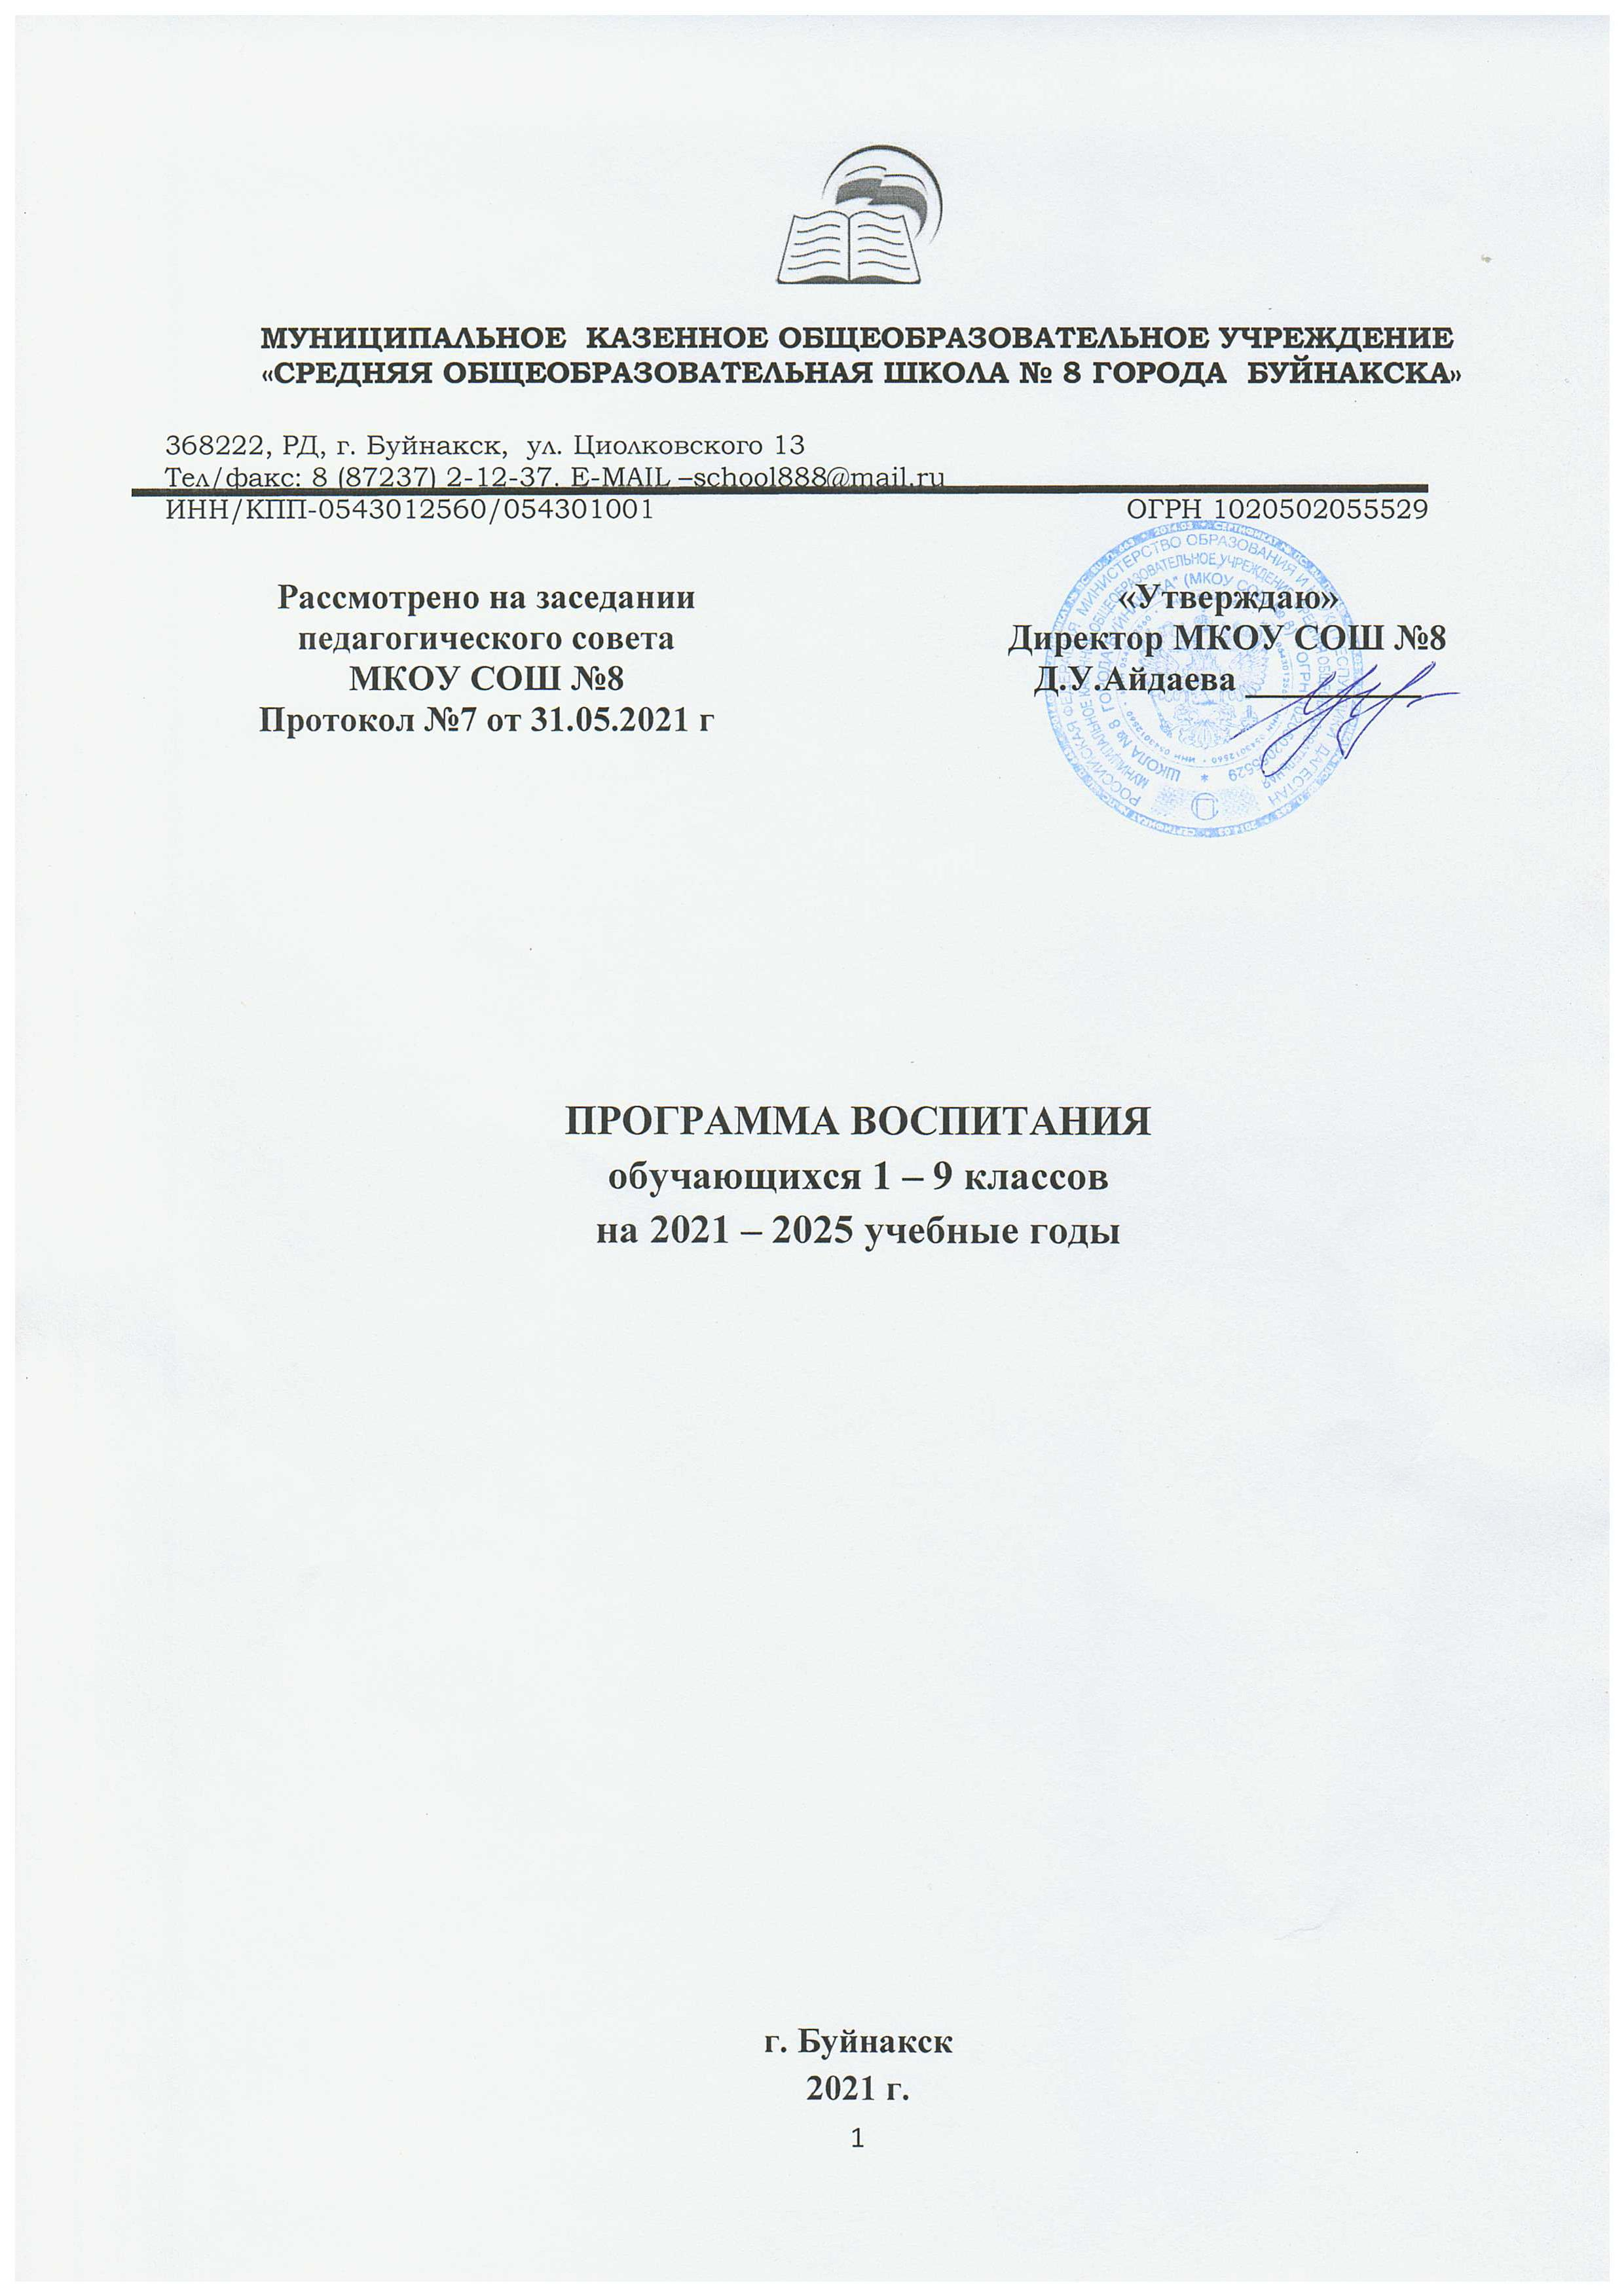 МУНИЦИПАЛЬНОЕ КАЗЕННОЕ ОБЩЕОБРАЗОВАТЕЛЬНОЕ УЧРЕЖДЕНИЕ
«СРЕДНЯЯ ОБЩЕОБРАЗОВАТЕЛЬНАЯ ШКОЛА № 8 ГОРОДА БУЙНАКСКА»
368222, РД, г. Буйнакск, ул. Циолковского 13
Тел/факс: 8 (87237) 2-12-37. E-MAIL –school888@mail.ru
ИНН/КПП-0543012560/054301001 ОГРН 1020502055529
Рассмотрено на заседании
педагогического совета
МКОУ СОШ №8
Протокол №7 от 31.05.2021 г
«Утверждаю»
Директор МКОУ СОШ №8
Д.У.Айдаева
ПРОГРАММА ВОСПИТАНИЯ
обучающихся 1 – 9 классов
на 2021 – 2025 учебные годы
г. Буйнакск
2021 г.
1